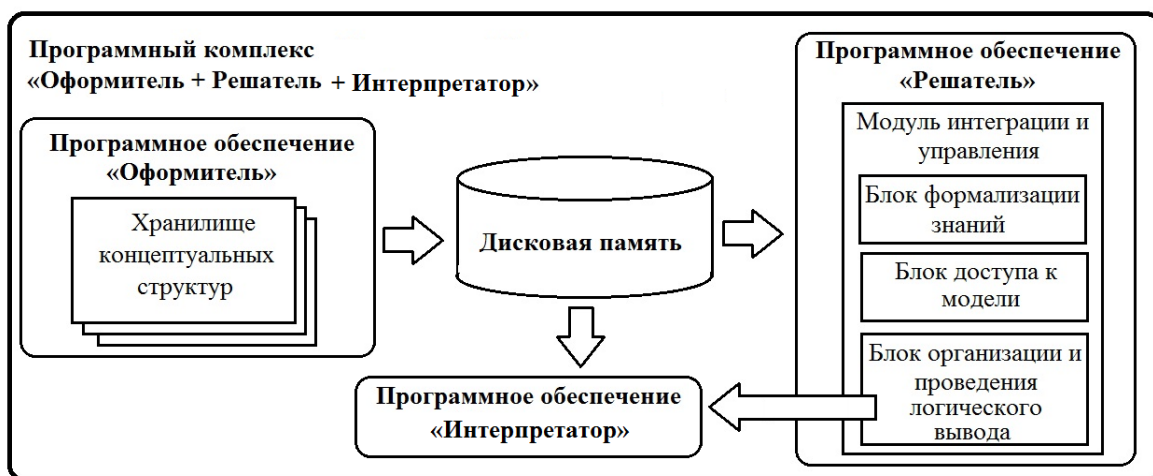 Программный комплекс
«Оформитель + Решатель + Интерпретатор»
Программное обеспечение
«Оформитель»
Хранилище
концептуальных
структур
Дисковая память
Программное обеспечение
«Интерпретатор»
Программное обеспечение
«Решатель»
Модуль интеграции и
управления
Блок формализации
знаний
Блок доступа к
модели
Блок организации и
проведения
логического
вывода